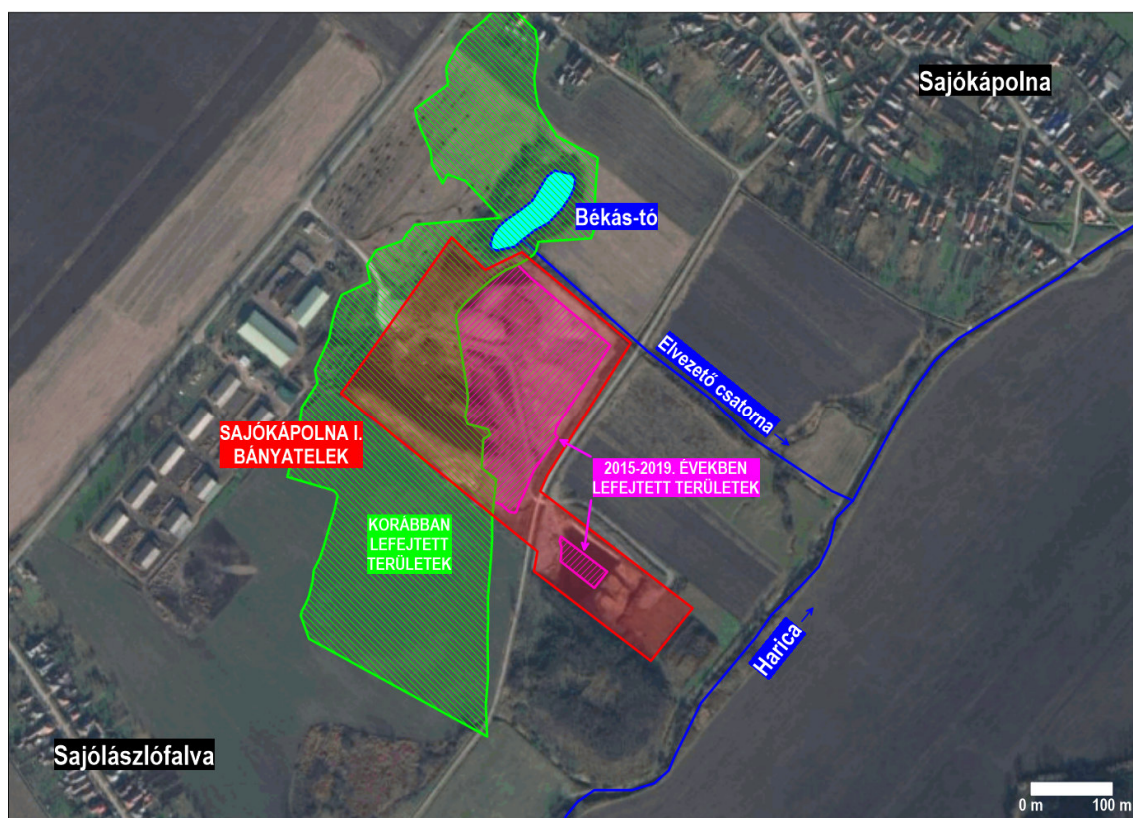 Sajókápolna
Békás-tó
Elvezető csatorna
SAJÓKÁPOLNA I.
BÁNYATELEK
2015-2019. ÉVEKBEN
LEFEJTETT TERÜLETEK
KORÁBBAN
LEFEJTETT
TERÜLETEK
Harica
Sajólászlófalva
0 m 100 m